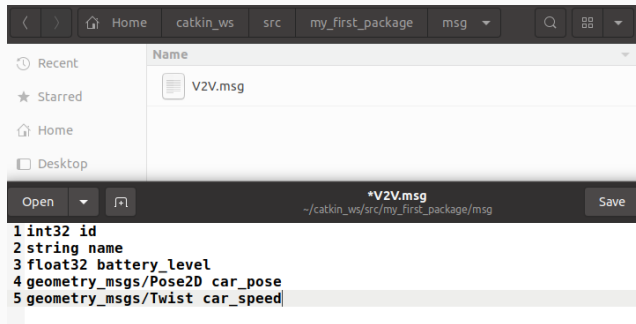 Home catkin_ws src my_first_package msg
Name
Recent
V2V.msg
Starred
Home
Desktop
Open *V2V.msg Save
~/catkin_ws/src/my_first_package/msg
1 int32 id
2 string name
3 float32 battery_level
4 geometry_msgs/Pose2D car_pose
5 geometry_msgs/Twist car_speed